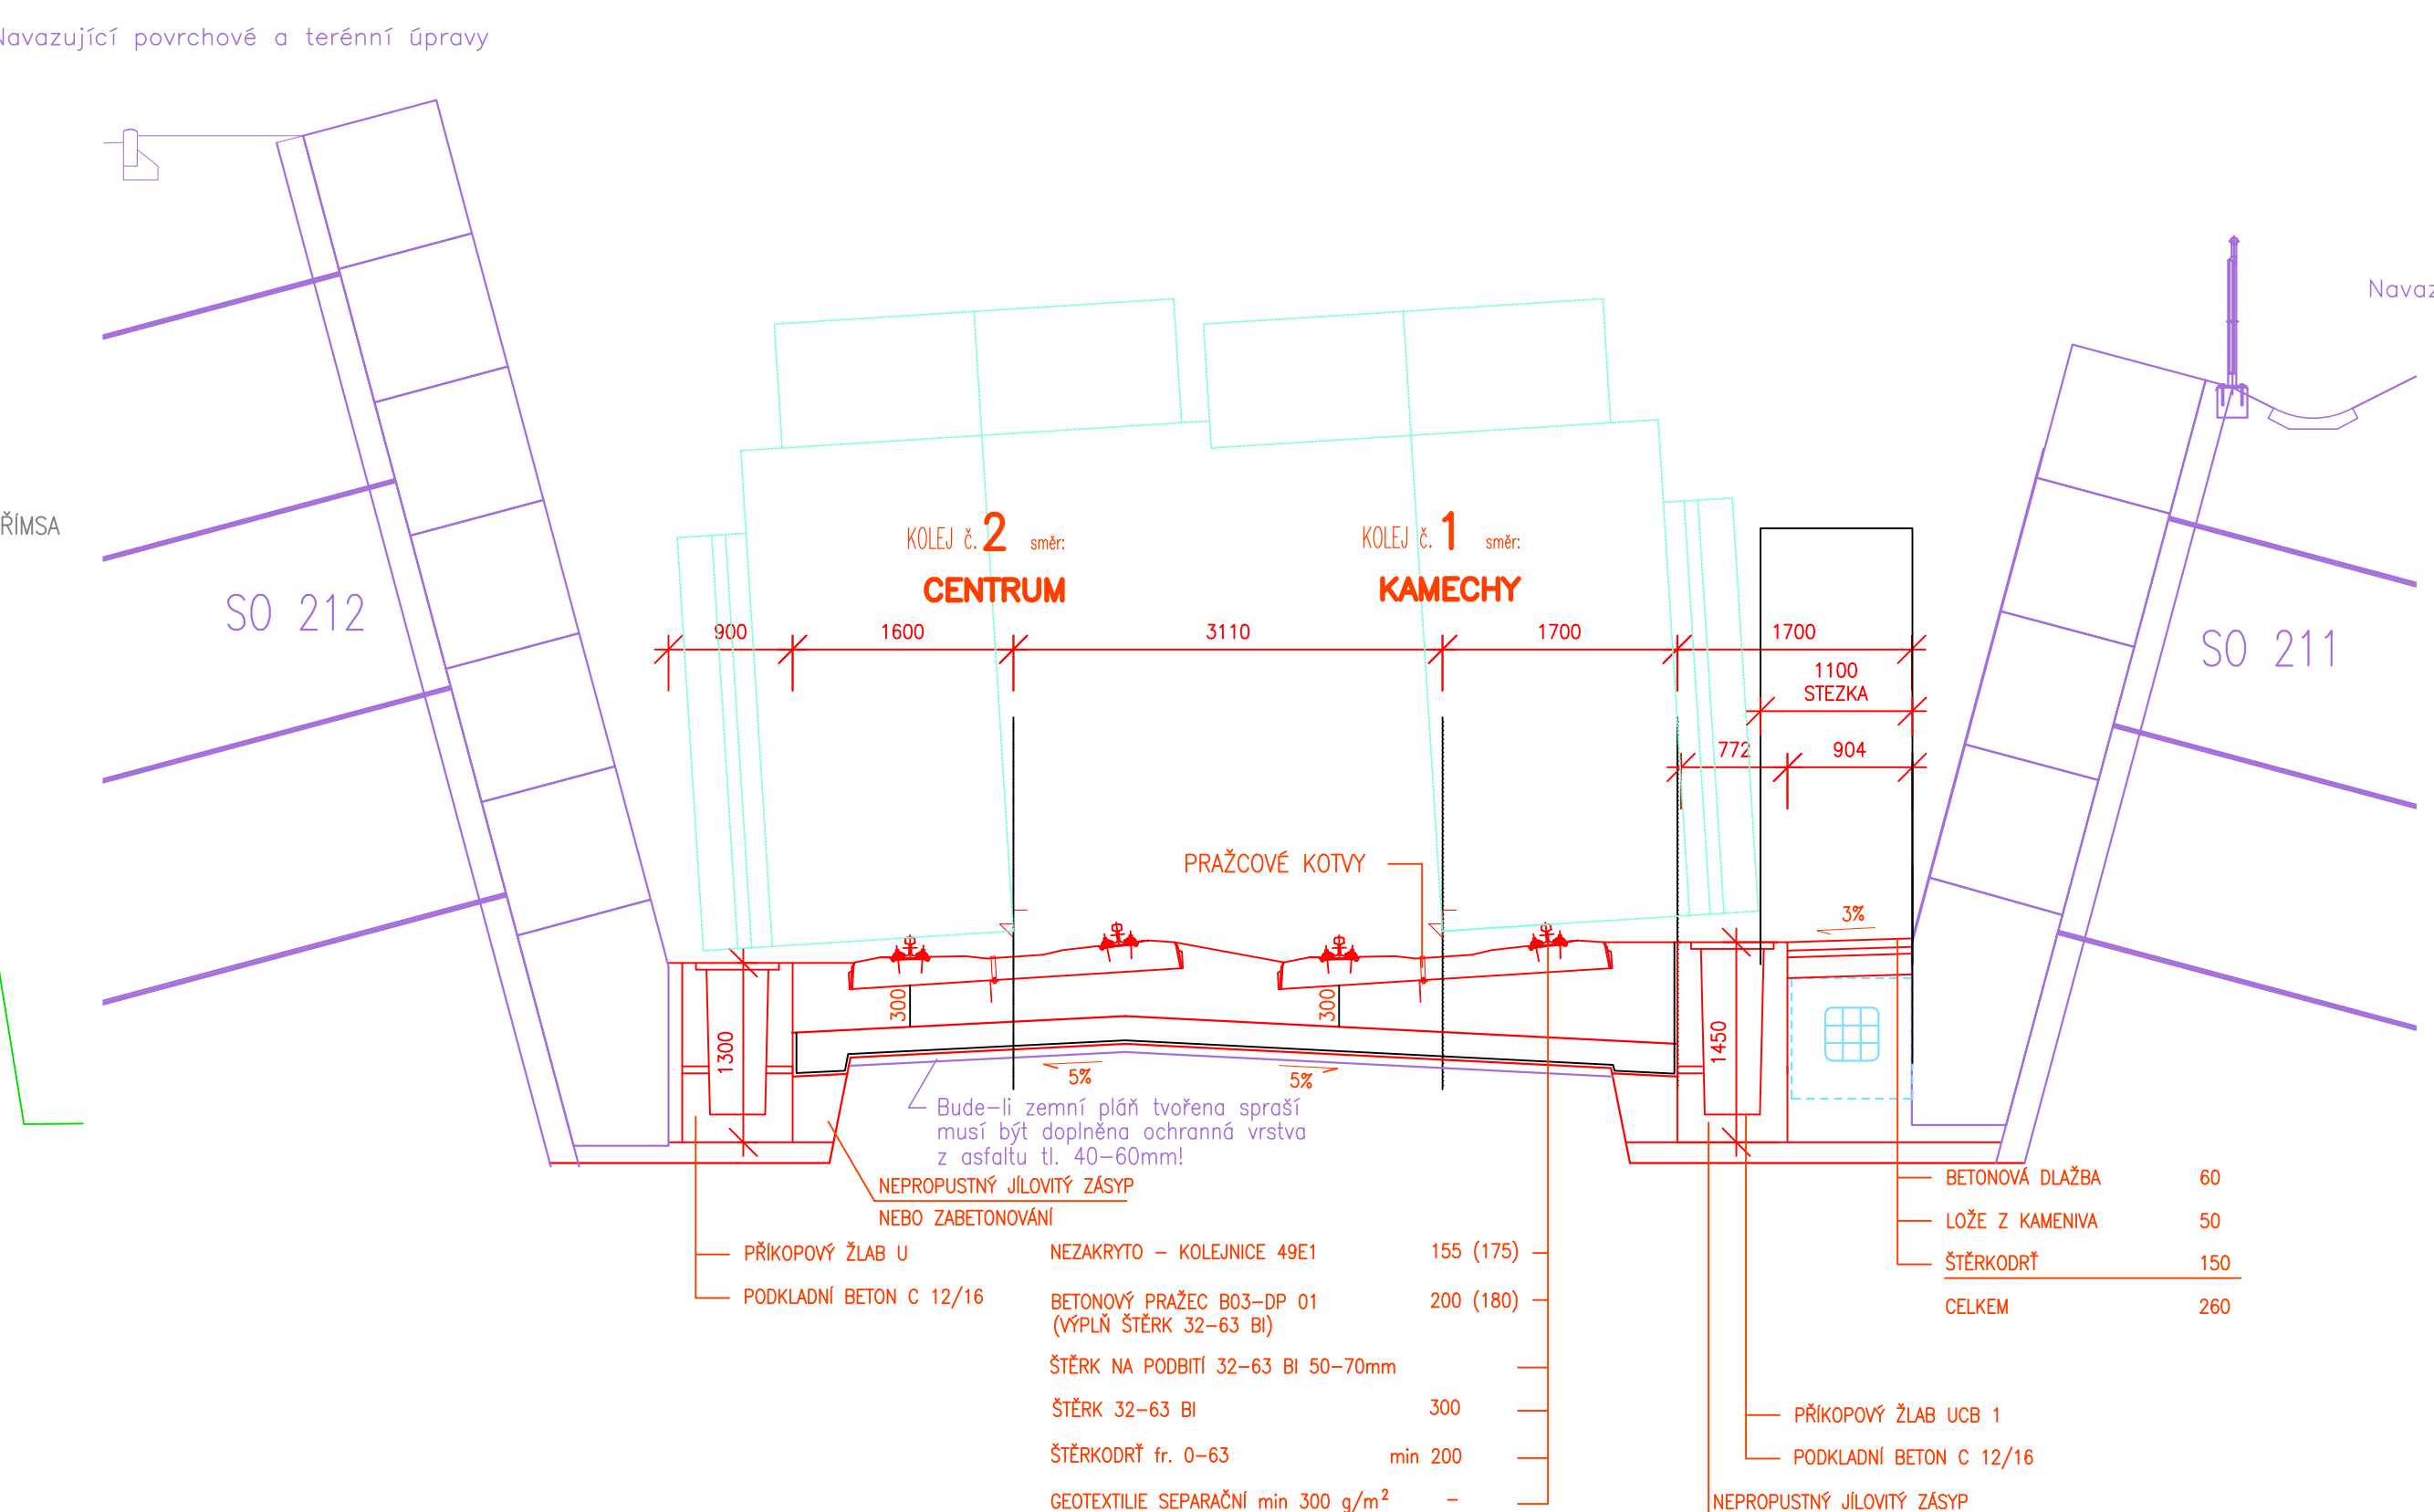 Navazující povrchové a terénní úpravy
ŘÍMSA
SO 212
KOLEJ č. 2 směr:
CENTRUM
KOLEJ č. 1 směr:
KAMECHY
SO 211
900
1600
3110
1700
1700
1100
STEZKA
772
904
PRAŽCOVÉ KOTVY
3%
300
300
1300
1450
5%
5%
Bude-li zemní pláň tvořena spraší
musí být doplněna ochranná vrstva
z asfaltu tl. 40-60mm!
NEPROPUSTNÝ JÍLOVITÝ ZÁSYP
NEBO ZABETONOVÁNÍ
PŘÍKOPOVÝ ŽLAB U
PODKLADNÍ BETON C 12/16
NEZAKRYTO - KOLEJNICE 49E1 155 (175)
BETONOVÝ PRAŽEC B03-DP 01 200 (180)
(VÝPLŇ ŠTĚRK 32-63 BI)
ŠTĚRK NA PODBITÍ 32-63 BI 50-70mm
ŠTĚRK 32-63 BI 300
ŠTĚRKODRŤ fr. 0-63 min 200
GEOTEXTILIE SEPARAČNÍ min 300 g/m² -
BETONOVÁ DLAŽBA 60
LOŽE Z KAMENIVA 50
ŠTĚRKODRŤ 150
CELKEM 260
PŘÍKOPOVÝ ŽLAB UCB 1
PODKLADNÍ BETON C 12/16
NEPROPUSTNÝ JÍLOVITÝ ZÁSYP